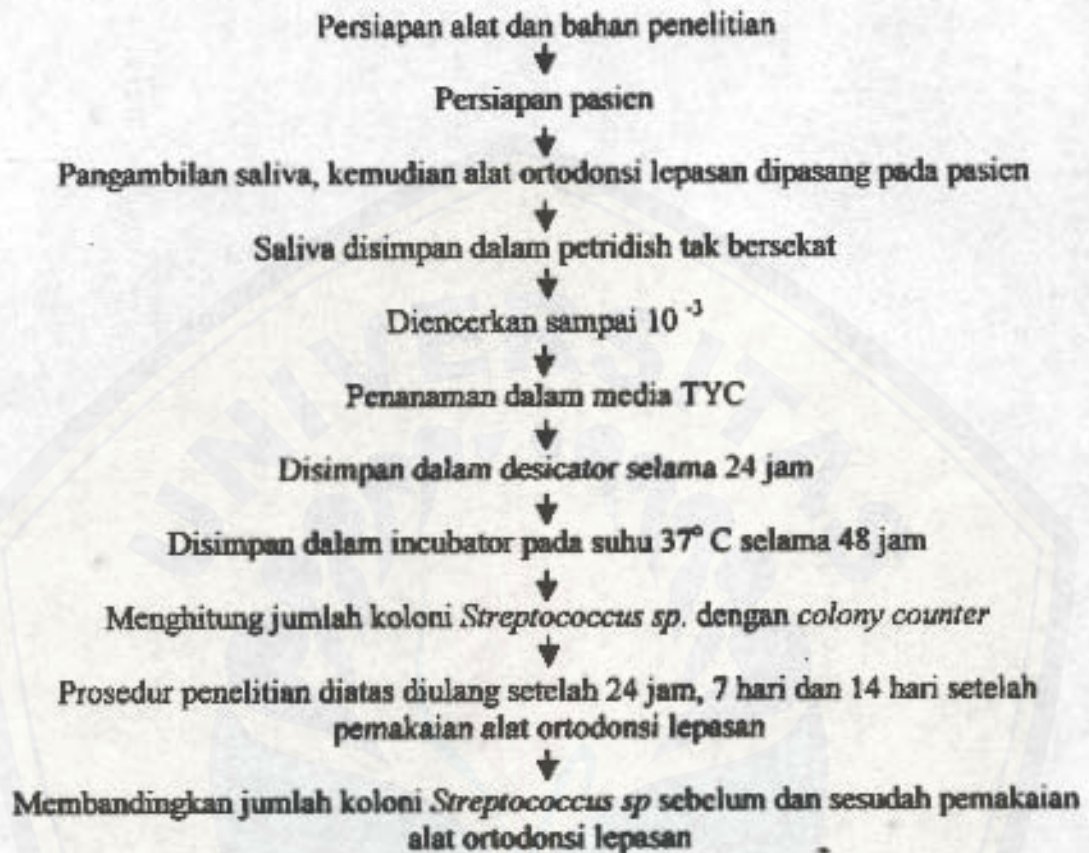 Persiapan alat dan bahan penelitian
Persiapan pasien
Pangambilan saliva, kemudian alat ortodonsi lepasan dipasang pada pasien
Saliva disimpan dalam petridish tak bersekat
Diencerkan sampai 10 ⁻³
Penanaman dalam media TYC
Disimpan dalam desicator selama 24 jam
Disimpan dalam incubator pada suhu 37° C selama 48 jam
Menghitung jumlah koloni Streptococcus sp. dengan colony counter
Prosedur penelitian diatas diulang setelah 24 jam, 7 hari dan 14 hari setelah
pemakaian alat ortodonsi lepasan
Membandingkan jumlah koloni Streptococcus sp sebelum dan sesudah pemakaian
alat ortodonsi lepasan
UNIVERSITAS